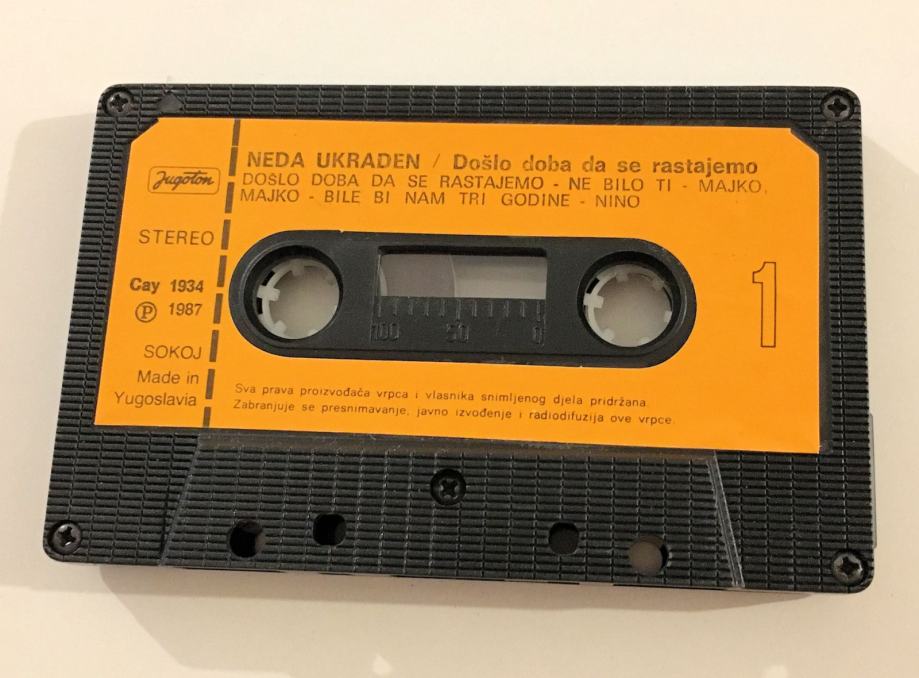 Jugoton
STEREO
Cay 1934
Ⓟ 1987
SOKOJ
Made in
Yugoslavia
NEDA UKRADEN / Došlo doba da se rastajemo
DOŠLO DOBA DA SE RASTAJEMO - NE BILO TI - MAJKO,
MAJKO - BILE BI NAM TRI GODINE - NINO
100 50 0
1
Sva prava proizvođača vrpca i vlasnika snimljenog djela pridržana.
Zabranjuje se presnimavanje, javno izvođenje i radiodifuzija ove vrpce.